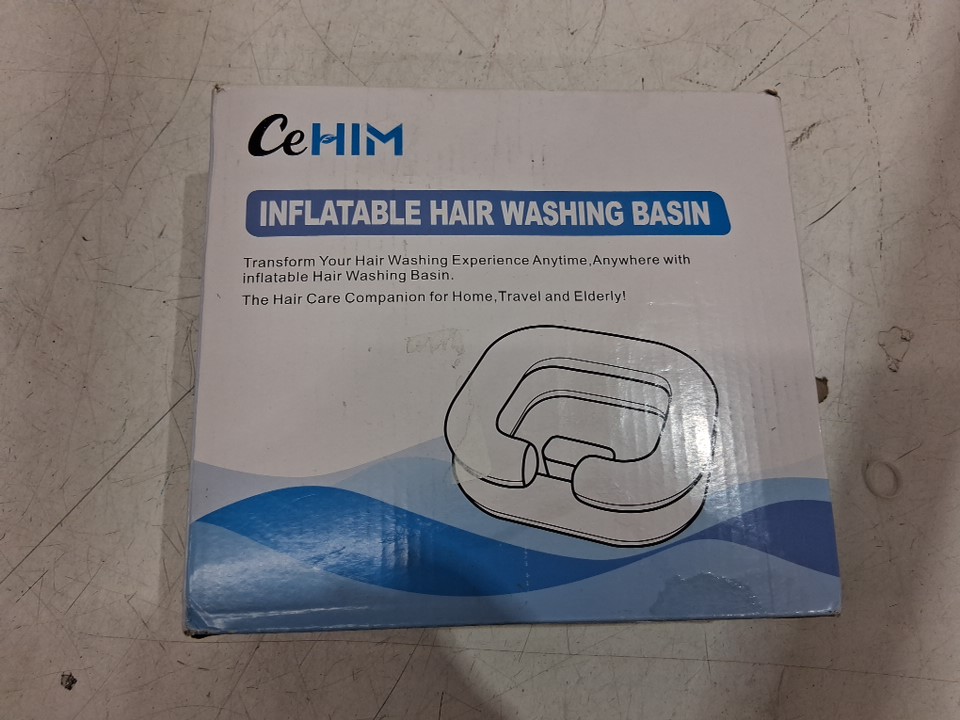 CeHIM
INFLATABLE HAIR WASHING BASIN
Transform Your Hair Washing Experience Anytime,Anywhere with
inflatable Hair Washing Basin.
The Hair Care Companion for Home,Travel and Elderly!